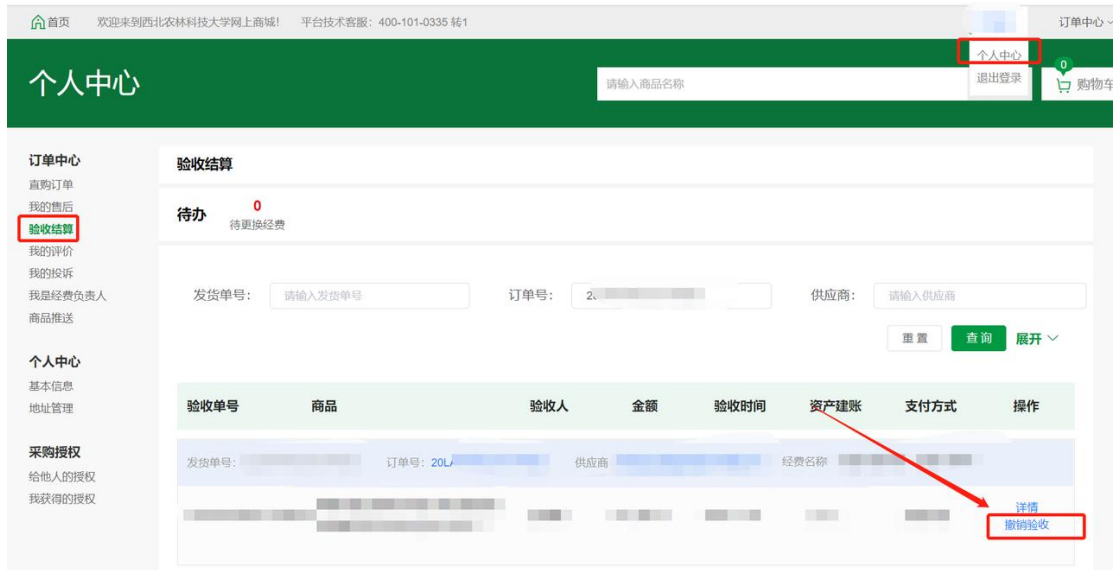 首页 欢迎来到西北农林科技大学网上商城! 平台技术客服：400-101-0335 转1 订单中心
个人中心
退出登录
个人中心
请输入商品名称
0
购物车
订单中心
直购订单
我的售后
验收结算
我的评价
我的投诉
我是经费负责人
商品推送
个人中心
基本信息
地址管理
采购授权
给他人的授权
我获得的授权
验收结算
待办
0
待更换经费
发货单号： 请输入发货单号 订单号： 供应商： 请输入供应商
重置 查询 展开
验收单号 商品 验收人 金额 验收时间 资产建账 支付方式 操作
发货单号： 订单号： 供应商 经费名称
详情
撤销验收